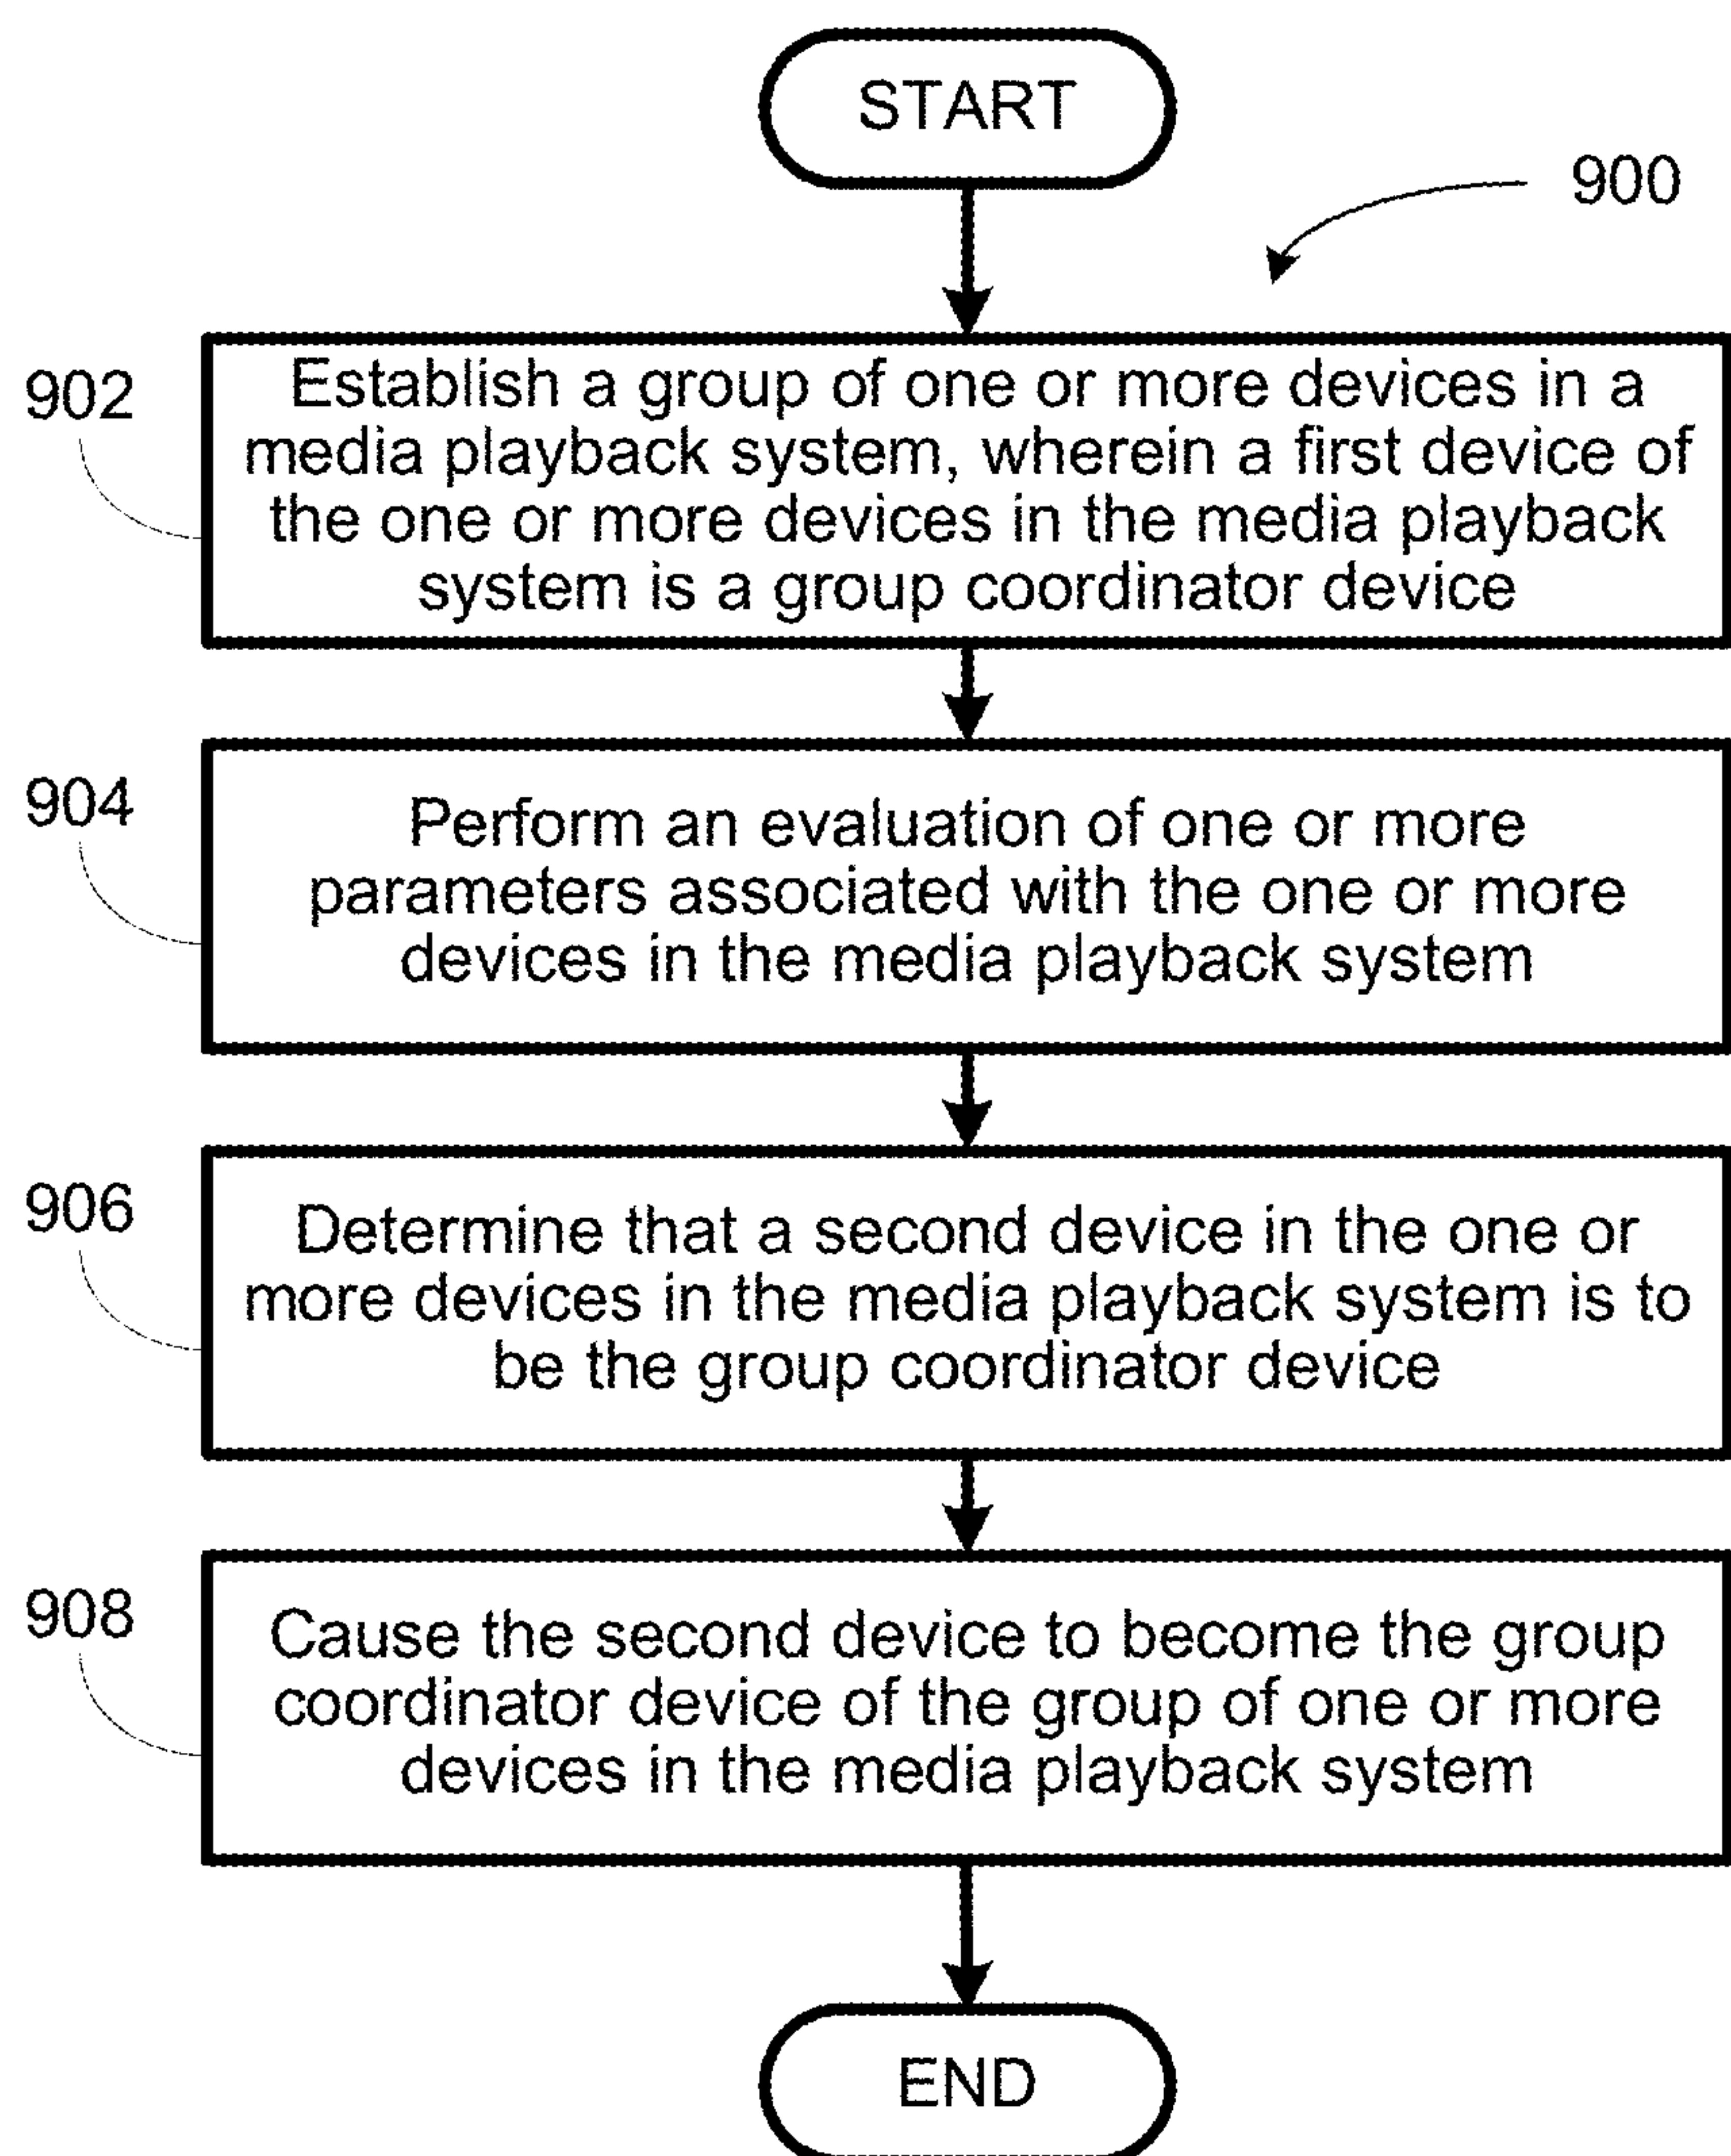 START
900
902
Establish a group of one or more devices in a
media playback system, wherein a first device of
the one or more devices in the media playback
system is a group coordinator device
904
Perform an evaluation of one or more
parameters associated with the one or more
devices in the media playback system
906
Determine that a second device in the one or
more devices in the media playback system is to
be the group coordinator device
908
Cause the second device to become the group
coordinator device of the group of one or more
devices in the media playback system
END